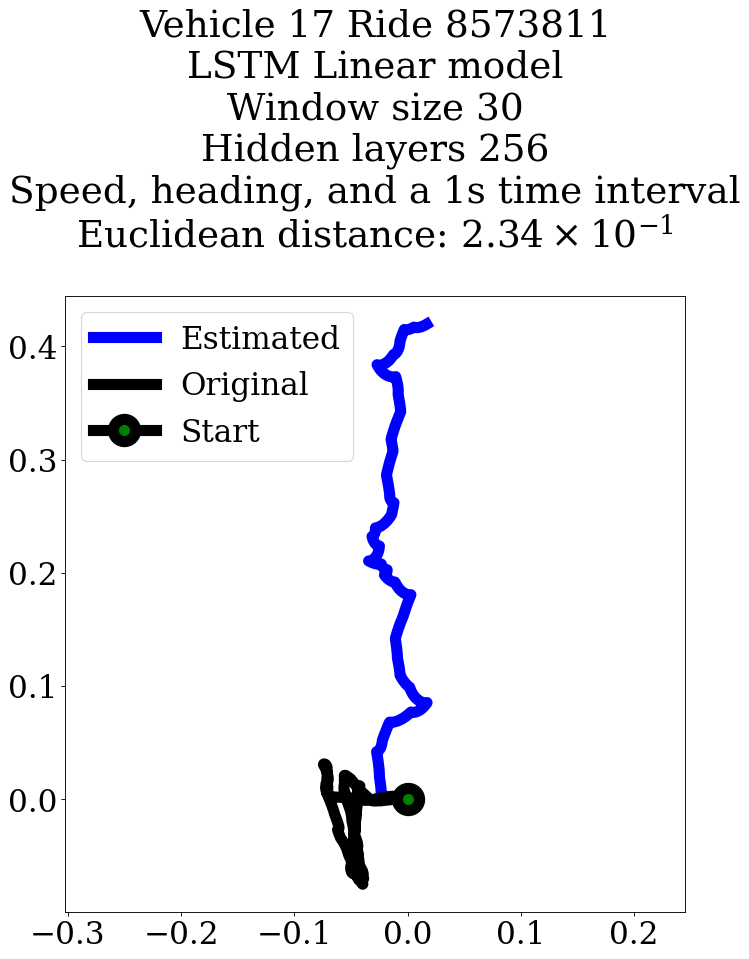 Vehicle 17 Ride 8573811
LSTM Linear model
Window size 30
Hidden layers 256
Speed, heading, and a 1s time interval
Euclidean distance: 2.34 × 10⁻¹
Estimated
Original
Start
0.4
0.3
0.2
0.1
0.0
−0.3 −0.2 −0.1 0.0 0.1 0.2